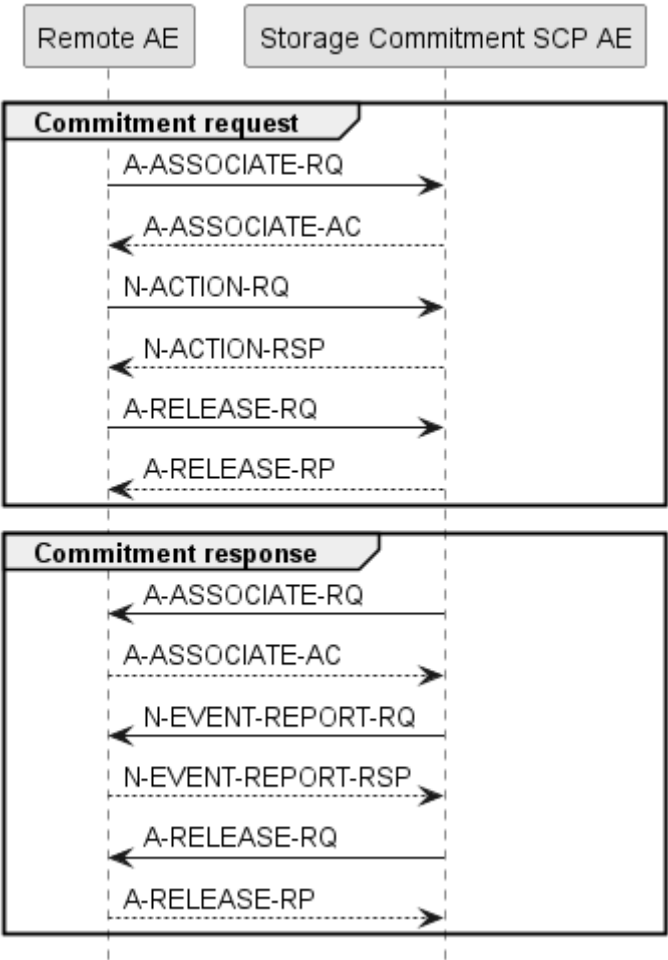 Remote AE
Storage Commitment SCP AE
Commitment request
A-ASSOCIATE-RQ
A-ASSOCIATE-AC
N-ACTION-RQ
N-ACTION-RSP
A-RELEASE-RQ
A-RELEASE-RP
Commitment response
A-ASSOCIATE-RQ
A-ASSOCIATE-AC
N-EVENT-REPORT-RQ
N-EVENT-REPORT-RSP
A-RELEASE-RQ
A-RELEASE-RP